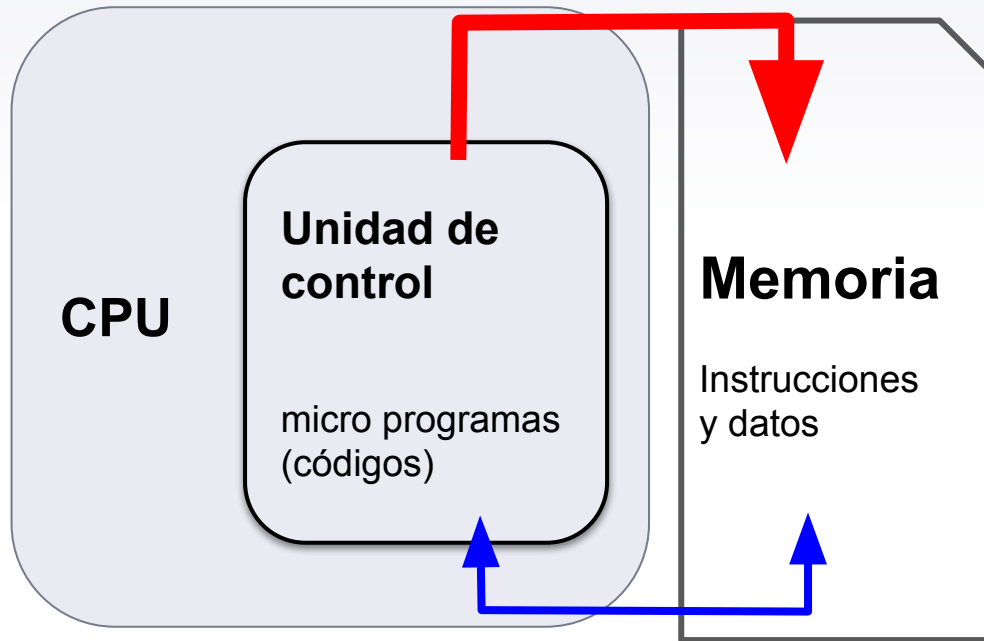 CPU
Unidad de
control
micro programas
(códigos)
Memoria
Instrucciones
y datos